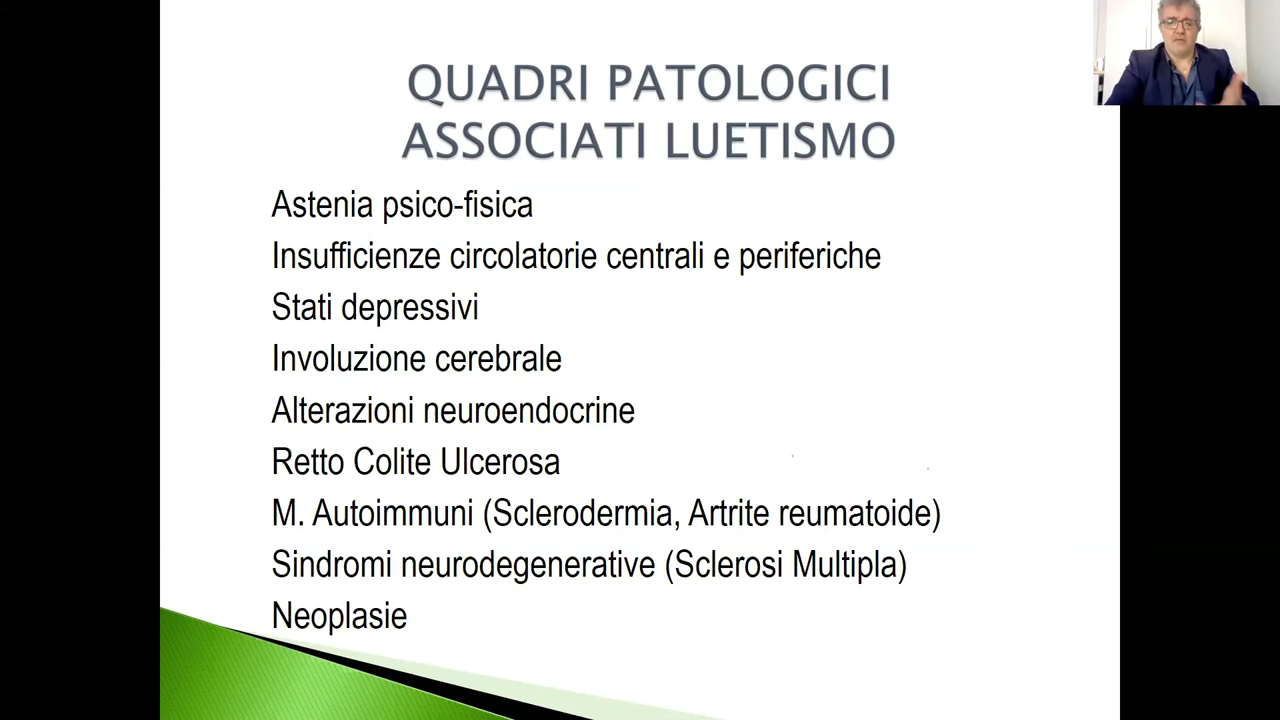 QUADRI PATOLOGICI
ASSOCIATI LUETISMO
Astenia psico-fisica
Insufficienze circolatorie centrali e periferiche
Stati depressivi
Involuzione cerebrale
Alterazioni neuroendocrine
Retto Colite Ulcerosa
M. Autoimmuni (Sclerodermia, Artrite reumatoide)
Sindromi neurodegenerative (Sclerosi Multipla)
Neoplasie